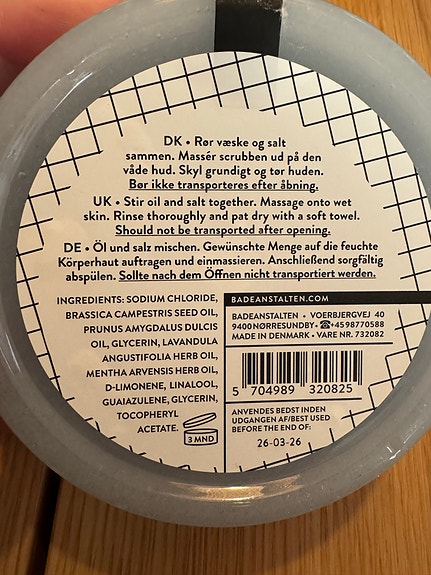 DK • Rør væske og salt
sammen. Massér scrubben ud på den
våde hud. Skyl grundigt og tør huden.
Bør ikke transporteres efter åbning.
UK • Stir oil and salt together. Massage onto wet
skin. Rinse thoroughly and pat dry with a soft towel.
Should not be transported after opening.
DE • Öl und salz mischen. Gewünschte Menge auf die feuchte
Körperhaut auftragen und einmassieren. Anschließend sorgfältig
abspülen. Sollte nach dem Öffnen nicht transportiert werden.
INGREDIENTS: SODIUM CHLORIDE,
BRASSICA CAMPESTRIS SEED OIL,
PRUNUS AMYGDALUS DULCIS
OIL, GLYCERIN, LAVANDULA
ANGUSTIFOLIA HERB OIL,
MENTHA ARVENSIS HERB OIL,
D-LIMONENE, LINALOOL,
GUAIAZULENE, GLYCERIN,
TOCOPHERYL
ACETATE.
3 MND
BADEANSTALTEN.COM
BADEANSTALTEN • VOERBJERGVEJ 40
9400NØRRESUNDBY•☎+4598770588
MADE IN DENMARK • VARE NR. 732082
5 704989 320825
ANVENDES BEDST INDEN
UDGANGEN AF/BEST USED
BEFORE THE END OF:
26-03-26